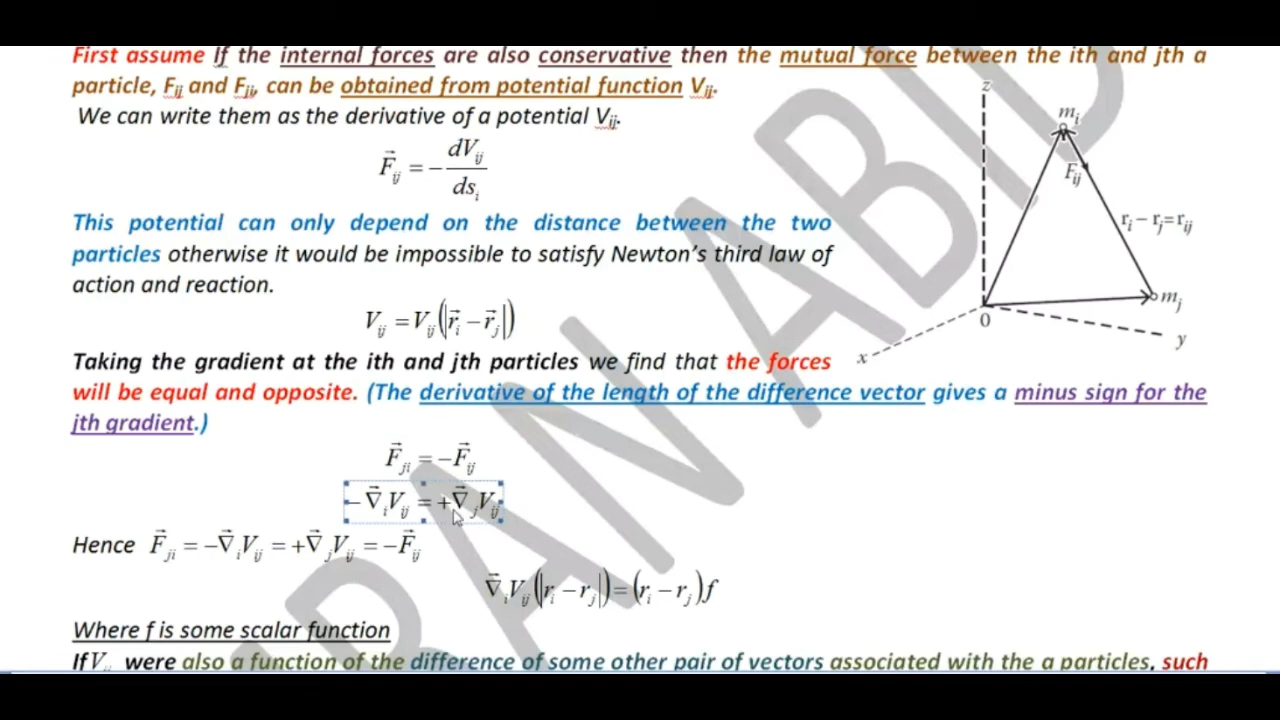 First assume If the internal forces are also conservative then the mutual force between the ith and jth a
particle, Fij and Fji, can be obtained from potential function Vij.
We can write them as the derivative of a potential Vij.
F⃗ij = − dVij / dsi
This potential can only depend on the distance between the two
particles otherwise it would be impossible to satisfy Newton's third law of
action and reaction.
Vij = Vij(|r⃗i − r⃗j|)
z
mi
Fij
ri − rj=rij
mj
0
y
x
Taking the gradient at the ith and jth particles we find that the forces
will be equal and opposite. (The derivative of the length of the difference vector gives a minus sign for the
jth gradient.)
F⃗ji = −F⃗ij
−∇⃗iVij = +∇⃗jVij
Hence F⃗ji = −∇⃗iVij = +∇⃗jVij = −F⃗ij
∇⃗iVij(|ri − rj|) = (ri − rj)f
Where f is some scalar function
If V were also a function of the difference of some other pair of vectors associated with the a particles, such
RAN ABID